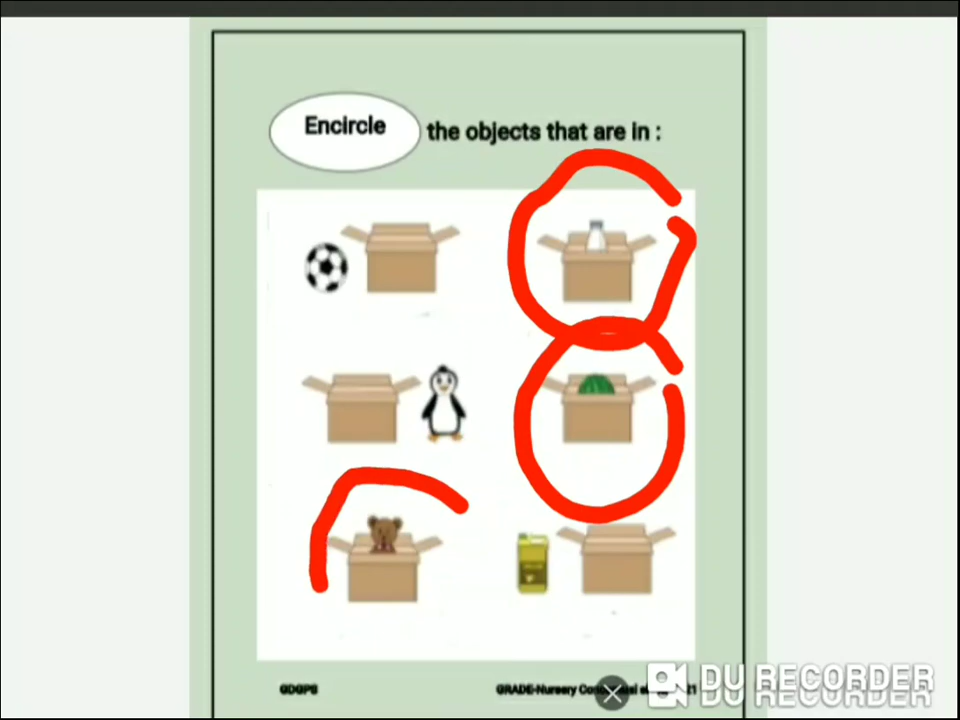 Encircle the objects that are in :
GDGPS
GRADE-Nursery
DU RECORDER